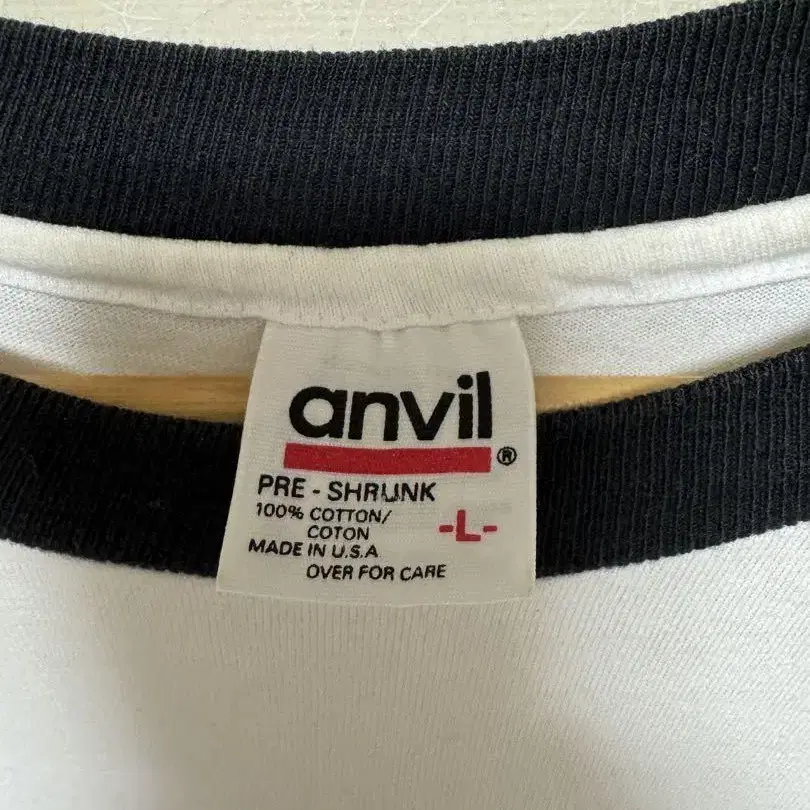 anvil
®
PRE - SHRUNK
100% COTTON/
COTON
-L-
MADE IN U.S.A
OVER FOR CARE